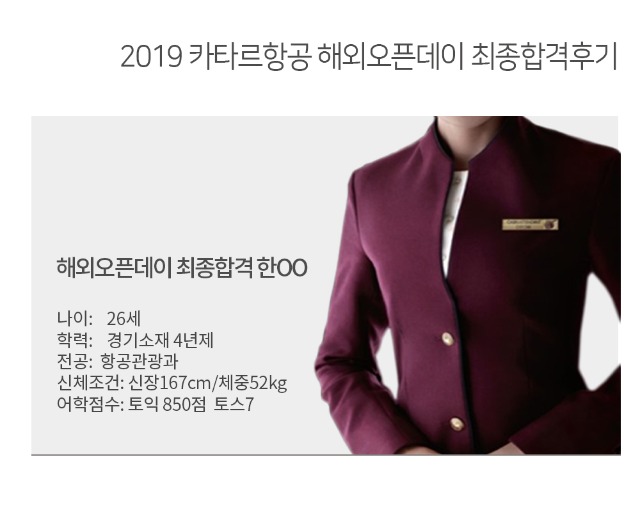 2019 카타르항공 해외오픈데이 최종합격후기
해외오픈데이 최종합격 한OO
나이: 26세
학력: 경기소재 4년제
전공: 항공관광과
신체조건: 신장167cm/체중52kg
어학점수: 토익 850점 토스7